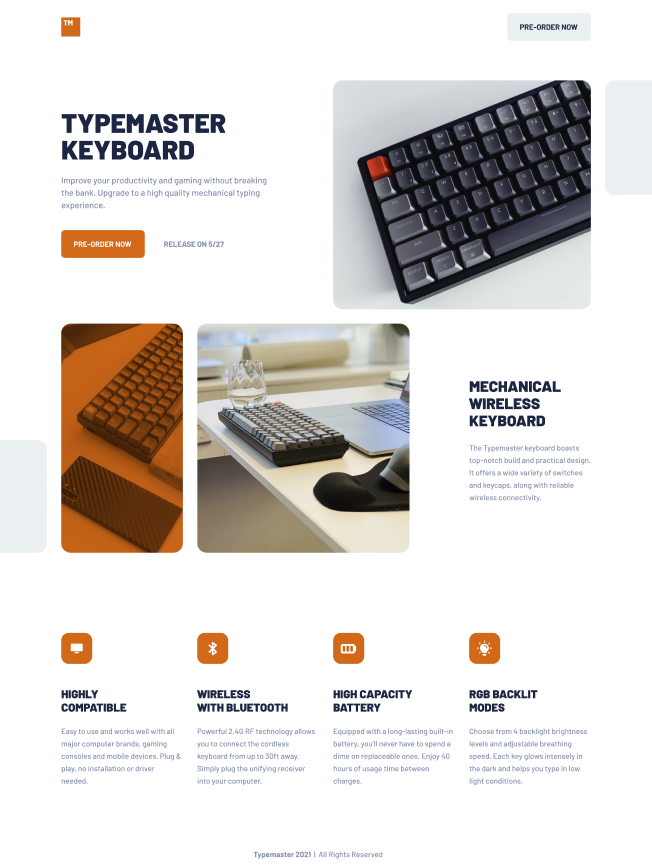 TM
PRE-ORDER NOW
TYPEMASTER
KEYBOARD
Improve your productivity and gaming without breaking
the bank. Upgrade to a high quality mechanical typing
experience.
PRE-ORDER NOW
RELEASE ON 5/27
MECHANICAL
WIRELESS
KEYBOARD
The Typemaster keyboard boasts
top-notch build and practical design.
It offers a wide variety of switches
and keycaps, along with reliable
wireless connectivity.
HIGHLY
COMPATIBLE
Easy to use and works well with all
major computer brands, gaming
consoles and mobile devices. Plug &
play, no installation or driver
needed.
WIRELESS
WITH BLUETOOTH
Powerful 2.4G RF technology allows
you to connect the cordless
keyboard from up to 30ft away.
Simply plug the unifying receiver
into your computer.
HIGH CAPACITY
BATTERY
Equipped with a long-lasting built-in
battery, you'll never have to spend a
dime on replaceable ones. Enjoy 40
hours of usage time between
charges.
RGB BACKLIT
MODES
Choose from 4 backlight brightness
levels and adjustable breathing
speed. Each key glows intensely in
the dark and helps you type in low
light conditions.
Typemaster 2021 | All Rights Reserved